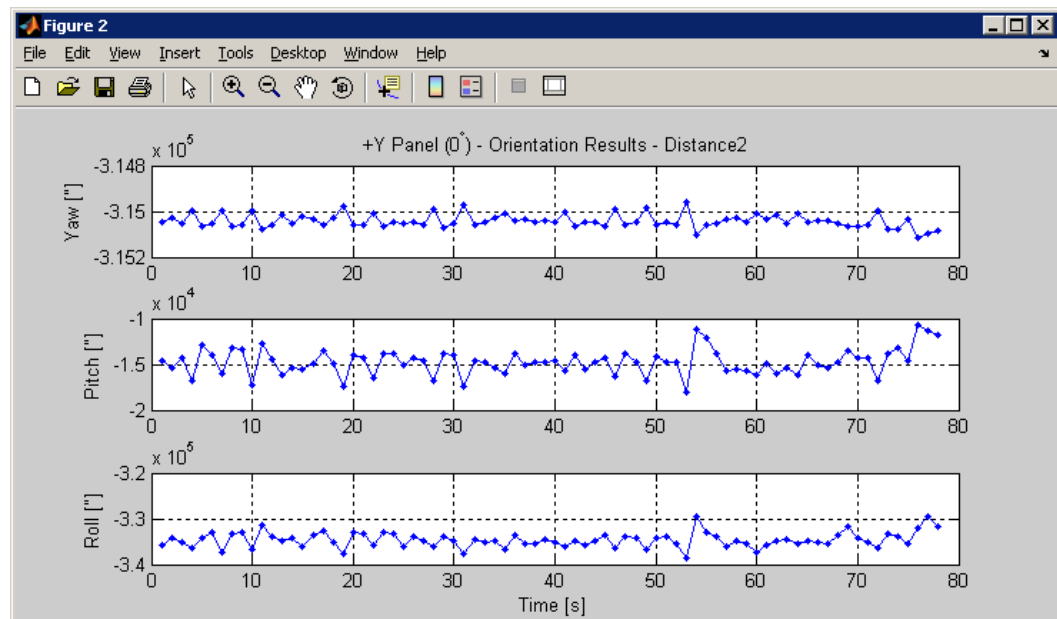 Figure 2
File Edit View Insert Tools Desktop Window Help
+Y Panel (0°) - Orientation Results - Distance2
x 10^5
-3.148
-3.15
-3.152
Yaw ["]
0 10 20 30 40 50 60 70 80
x 10^4
-1
-1.5
-2
Pitch ["]
0 10 20 30 40 50 60 70 80
x 10^5
-3.2
-3.3
-3.4
Roll ["]
0 10 20 30 40 50 60 70 80
Time [s]